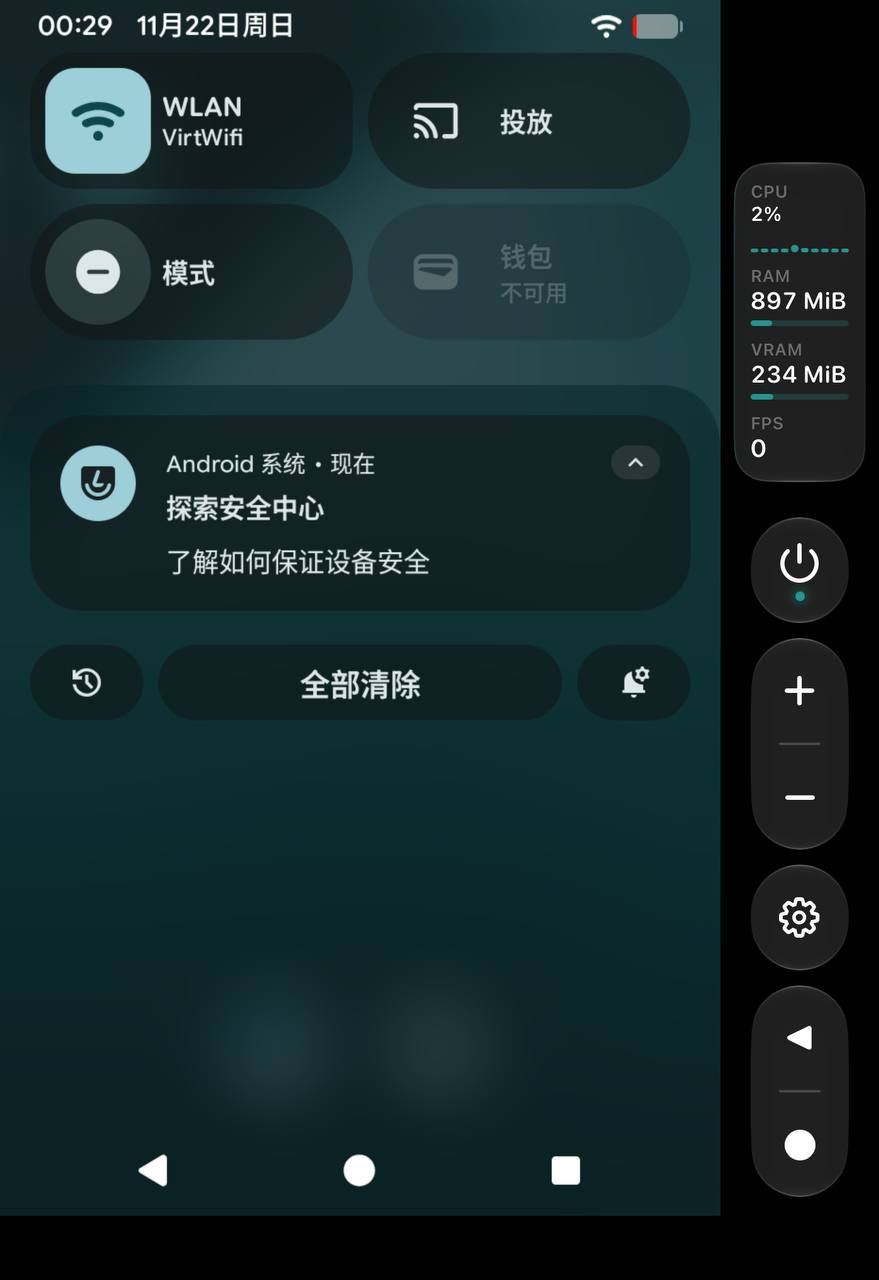 00:29 11月22日周日
WLAN
VirtWifi
投放
模式
钱包
不可用
Android 系统 • 现在
探索安全中心
了解如何保证设备安全
全部清除
CPU
2%
RAM
897 MiB
VRAM
234 MiB
FPS
0